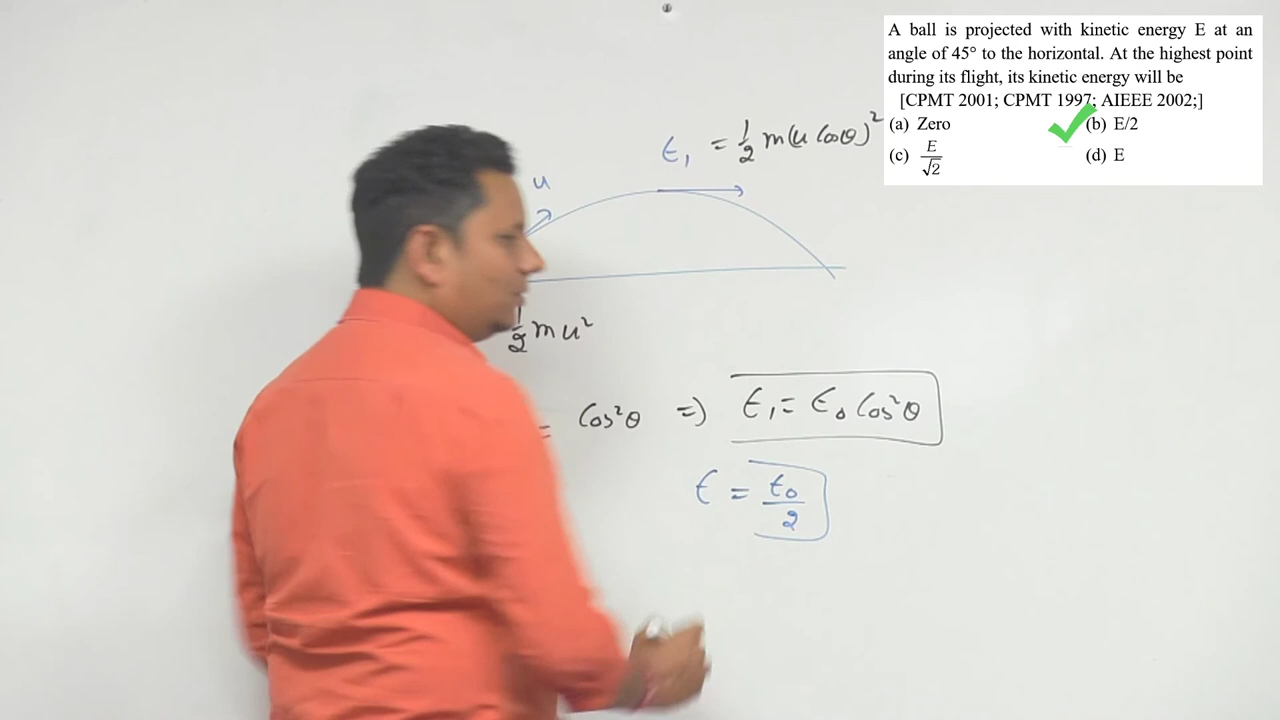 A ball is projected with kinetic energy E at an
angle of 45° to the horizontal. At the highest point
during its flight, its kinetic energy will be
[CPMT 2001; CPMT 1997; AIEEE 2002;]
(a) Zero (b) E/2
(c) E/√2 (d) E
E₁ = 1/2 m(u Cosθ)²
u
1/2 mu²
= Cos²θ => E₁ = E₀ Cos²θ
E = E₀/2